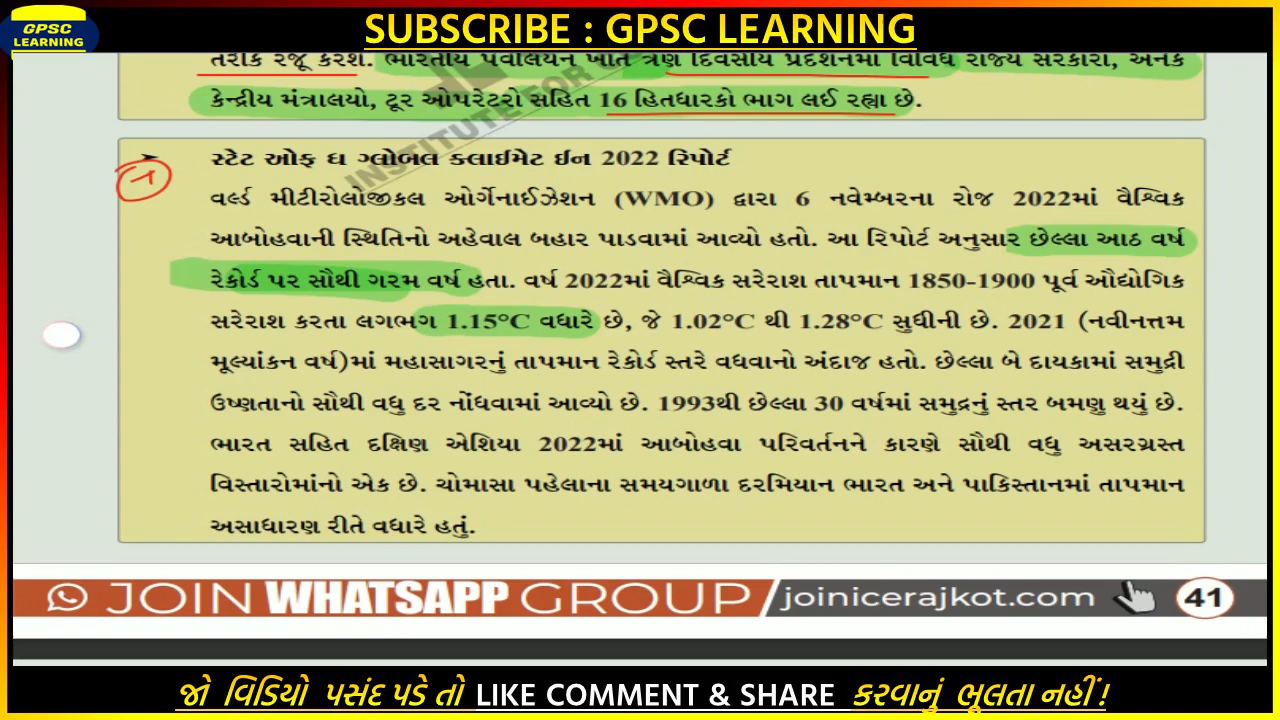 GPSC
LEARNING
SUBSCRIBE : GPSC LEARNING
તરીકે રજૂ કરશે. ભારતીય પેવેલિયન ખાતે ત્રણ દિવસીય પ્રદર્શનમાં વિવિધ રાજ્ય સરકારો, અનેક
કેન્દ્રીય મંત્રાલયો, ટૂર ઓપરેટરો સહિત 16 હિતધારકો ભાગ લઈ રહ્યા છે.
INSTITUTE FOR
➤ સ્ટેટ ઓફ ધ ગ્લોબલ ક્લાઈમેટ ઈન 2022 રિપોર્ટ
વર્લ્ડ મીટીરોલોજીકલ ઓર્ગેનાઈઝેશન (WMO) દ્વારા 6 નવેમ્બરના રોજ 2022માં વૈશ્વિક
આબોહવાની સ્થિતિનો અહેવાલ બહાર પાડવામાં આવ્યો હતો. આ રિપોર્ટ અનુસાર છેલ્લા આઠ વર્ષ
રેકોર્ડ પર સૌથી ગરમ વર્ષ હતા. વર્ષ 2022માં વૈશ્વિક સરેરાશ તાપમાન 1850-1900 પૂર્વ ઔદ્યોગિક
સરેરાશ કરતા લગભગ 1.15°C વધારે છે, જે 1.02°C થી 1.28°C સુધીની છે. 2021 (નવીનત્તમ
મૂલ્યાંકન વર્ષ)માં મહાસાગરનું તાપમાન રેકોર્ડ સ્તરે વધવાનો અંદાજ હતો. છેલ્લા બે દાયકામાં સમુદ્રી
ઉષ્ણતાનો સૌથી વધુ દર નોંધવામાં આવ્યો છે. 1993થી છેલ્લા 30 વર્ષમાં સમુદ્રનું સ્તર બમણુ થયું છે.
ભારત સહિત દક્ષિણ એશિયા 2022માં આબોહવા પરિવર્તનને કારણે સૌથી વધુ અસરગ્રસ્ત
વિસ્તારોમાંનો એક છે. ચોમાસા પહેલાના સમયગાળા દરમિયાન ભારત અને પાકિસ્તાનમાં તાપમાન
અસાધારણ રીતે વધારે હતું.
JOIN WHATSAPP GROUP joinicerajkot.com 41
જો વિડિયો પસંદ પડે તો LIKE COMMENT & SHARE કરવાનું ભૂલતા નહીં!